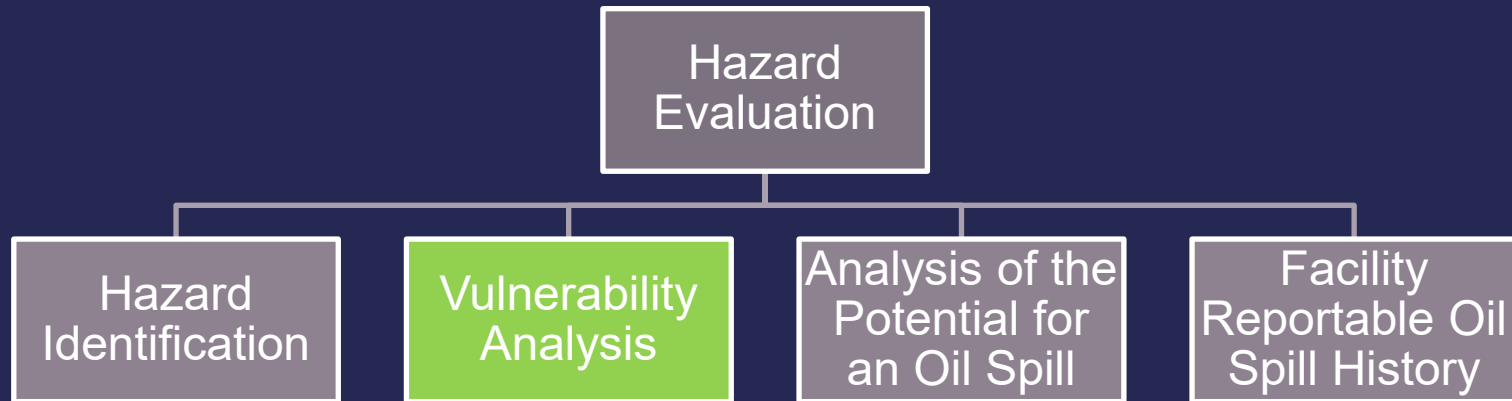 Hazard
Evaluation
Hazard
Identification
Vulnerability
Analysis
Analysis of the
Potential for
an Oil Spill
Facility
Reportable Oil
Spill History